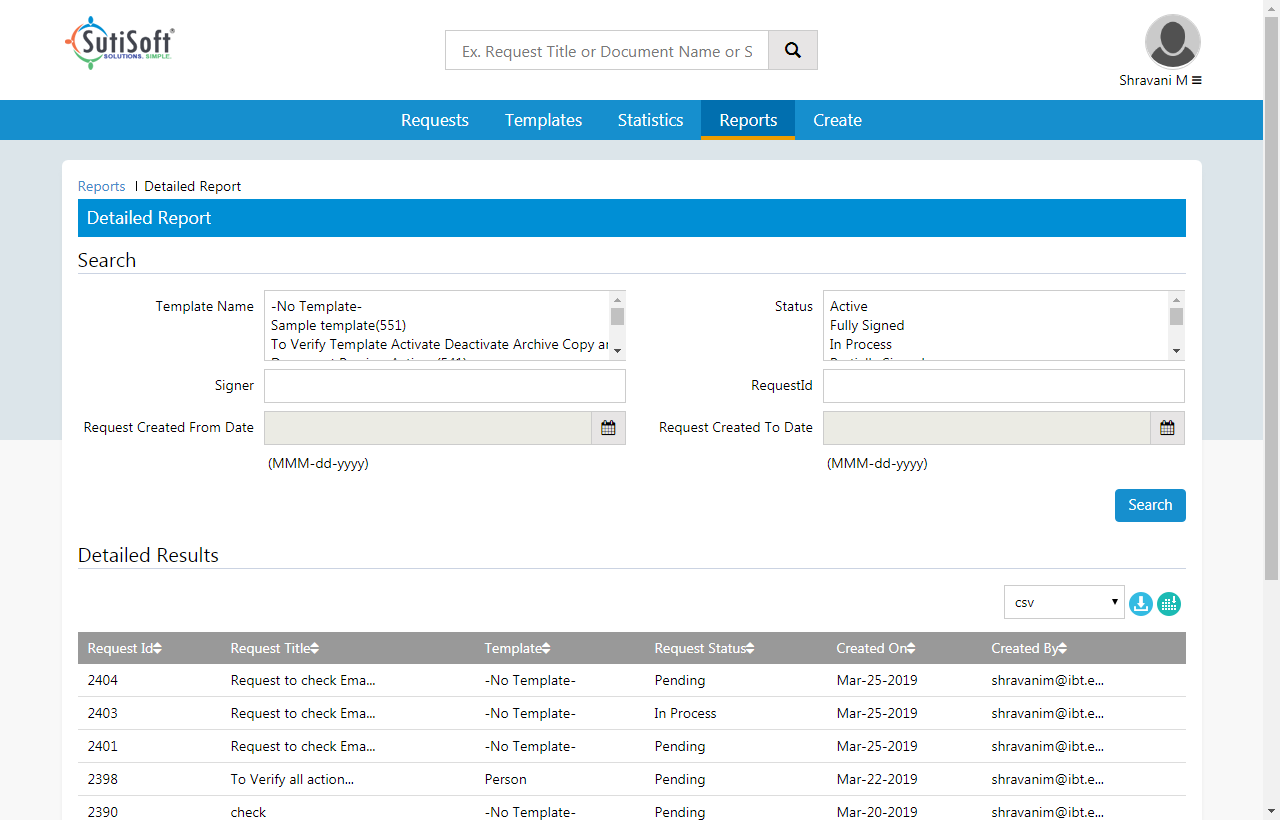 SutiSoft®
SOLUTIONS. SIMPLE.
Ex. Request Title or Document Name or S
Shravani M
Requests Templates Statistics Reports Create
Reports | Detailed Report
Detailed Report
Search
Template Name
-No Template-
Sample template(551)
To Verify Template Activate Deactivate Archive Copy an
Status
Active
Fully Signed
In Process
Signer
RequestId
Request Created From Date
Request Created To Date
(MMM-dd-yyyy)
(MMM-dd-yyyy)
Search
Detailed Results
csv
Request Id Request Title Template Request Status Created On Created By
2404 Request to check Ema... -No Template- Pending Mar-25-2019 shravanim@ibt.e...
2403 Request to check Ema... -No Template- In Process Mar-25-2019 shravanim@ibt.e...
2401 Request to check Ema... -No Template- Pending Mar-25-2019 shravanim@ibt.e...
2398 To Verify all action... Person Pending Mar-22-2019 shravanim@ibt.e...
2390 check -No Template- Pending Mar-20-2019 shravanim@ibt.e...